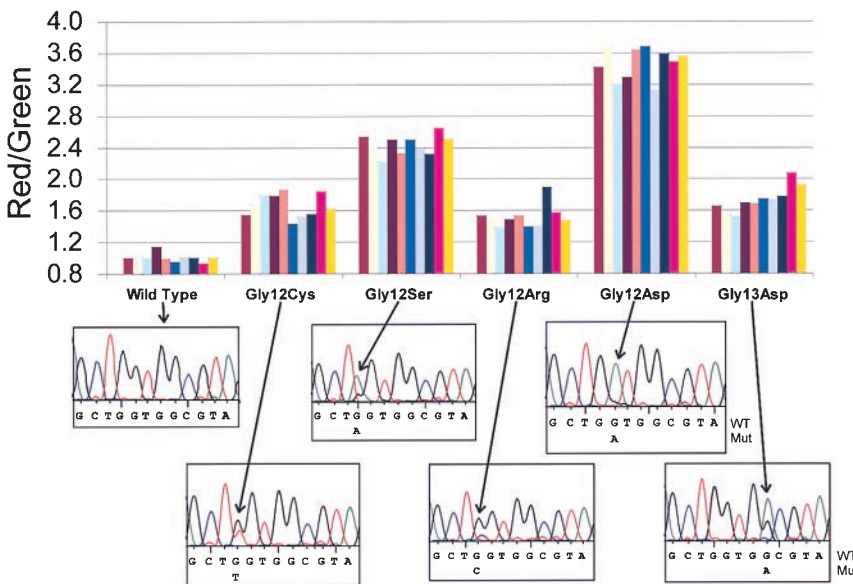 4.0
3.6
3.2
2.8
2.4
2.0
1.6
1.2
0.8
Red/Green
Wild Type Gly12Cys Gly12Ser Gly12Arg Gly12Asp Gly13Asp
G C T G G T G G C G T A
G C T G G T G G C G T A
A
G C T G G T G G C G T A WT
A Mut
G C T G G T G G C G T A
T
G C T G G T G G C G T A
C
G C T G G T G G C G T A WT
A Mut